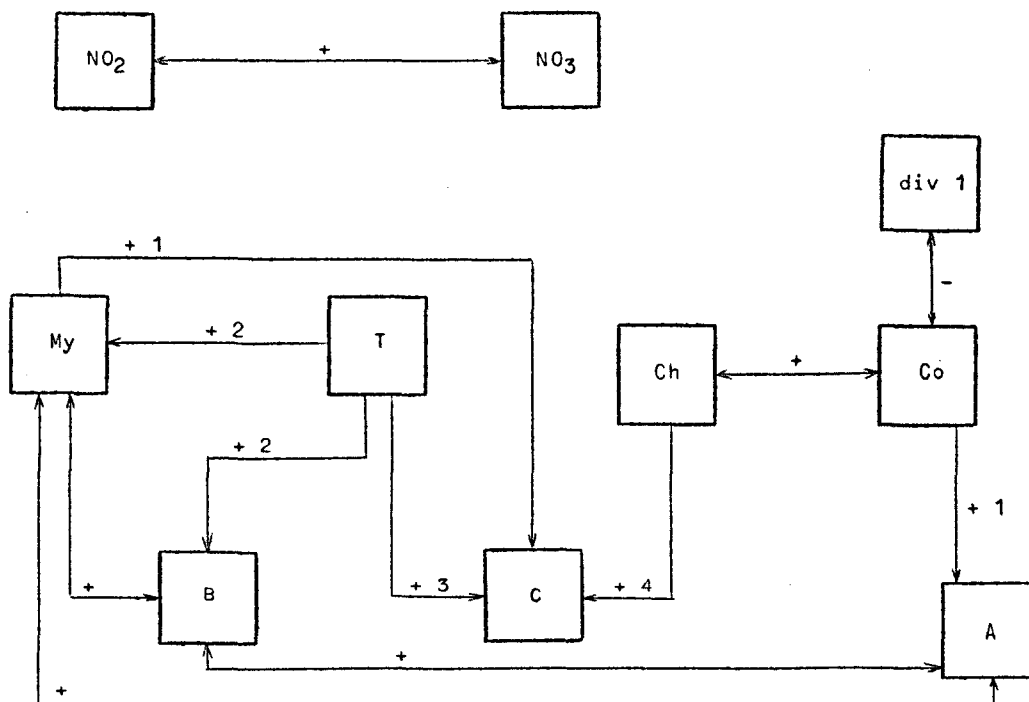 NO2
+
NO3
div 1
-
+ 1
My
+ 2
T
Ch
+
Co
+ 2
+ 1
+
B
+ 3
C
+ 4
A
+
+